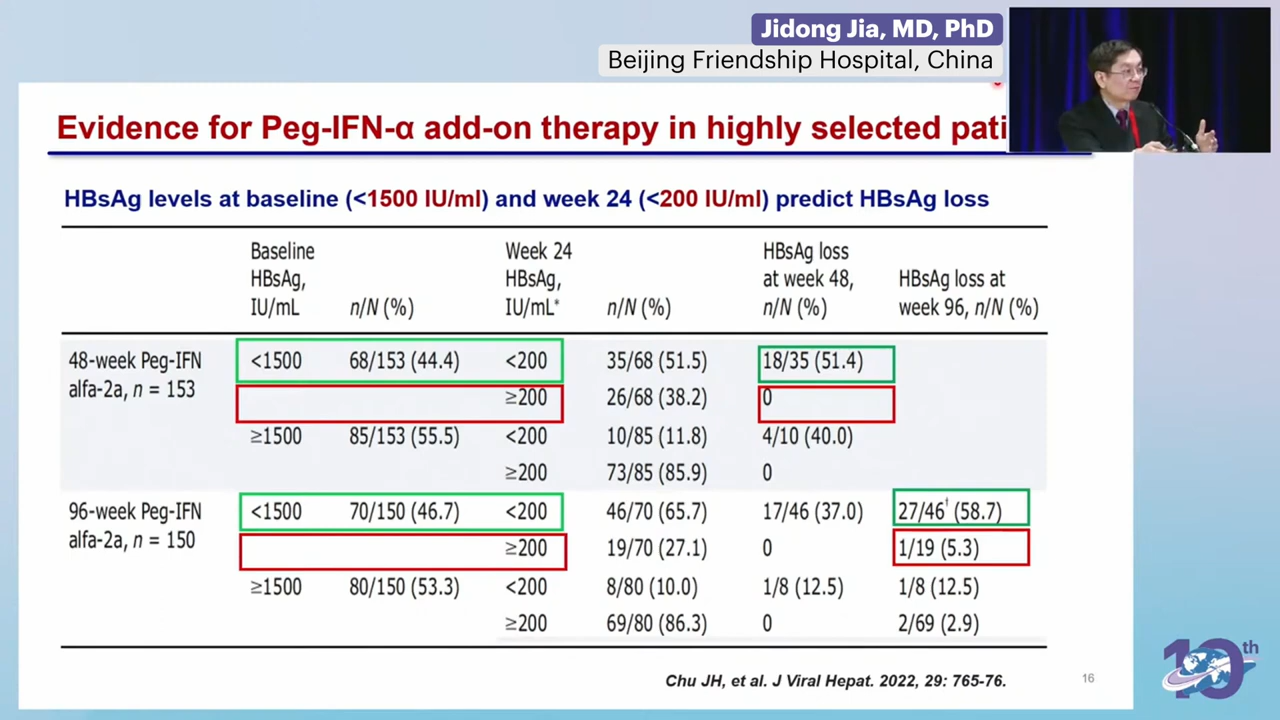 Jidong Jia, MD, PhD
Beijing Friendship Hospital, China
Evidence for Peg-IFN-α add-on therapy in highly selected pati
HBsAg levels at baseline (<1500 IU/ml) and week 24 (<200 IU/ml) predict HBsAg loss
Baseline HBsAg, IU/mL n/N (%) Week 24 HBsAg, IU/mL* n/N (%) HBsAg loss at week 48, n/N (%) HBsAg loss at week 96, n/N (%)
48-week Peg-IFN alfa-2a, n = 153 <1500 68/153 (44.4) <200 35/68 (51.5) 18/35 (51.4)
≥200 26/68 (38.2) 0
≥1500 85/153 (55.5) <200 10/85 (11.8) 4/10 (40.0)
≥200 73/85 (85.9) 0
96-week Peg-IFN alfa-2a, n = 150 <1500 70/150 (46.7) <200 46/70 (65.7) 17/46 (37.0) 27/46† (58.7)
≥200 19/70 (27.1) 0 1/19 (5.3)
≥1500 80/150 (53.3) <200 8/80 (10.0) 1/8 (12.5) 1/8 (12.5)
≥200 69/80 (86.3) 0 2/69 (2.9)
Chu JH, et al. J Viral Hepat. 2022, 29: 765-76.
16
10th